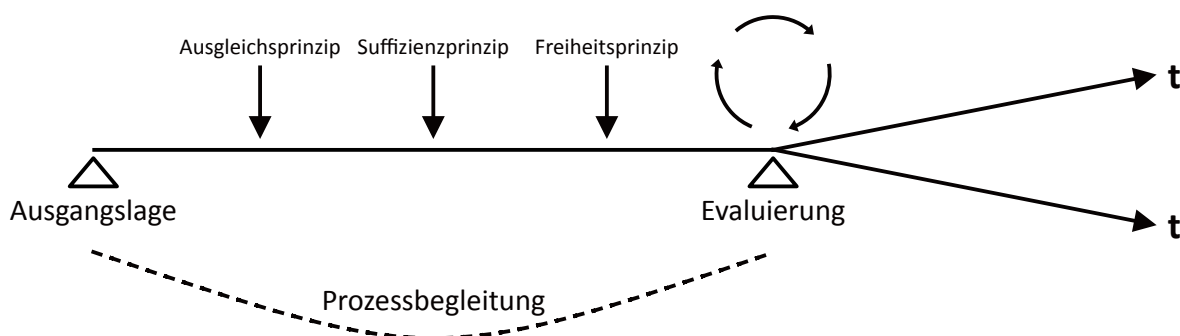 Ausgleichsprinzip
Suffizienzprinzip
Freiheitsprinzip
t
Ausgangslage
Evaluierung
t
Prozessbegleitung